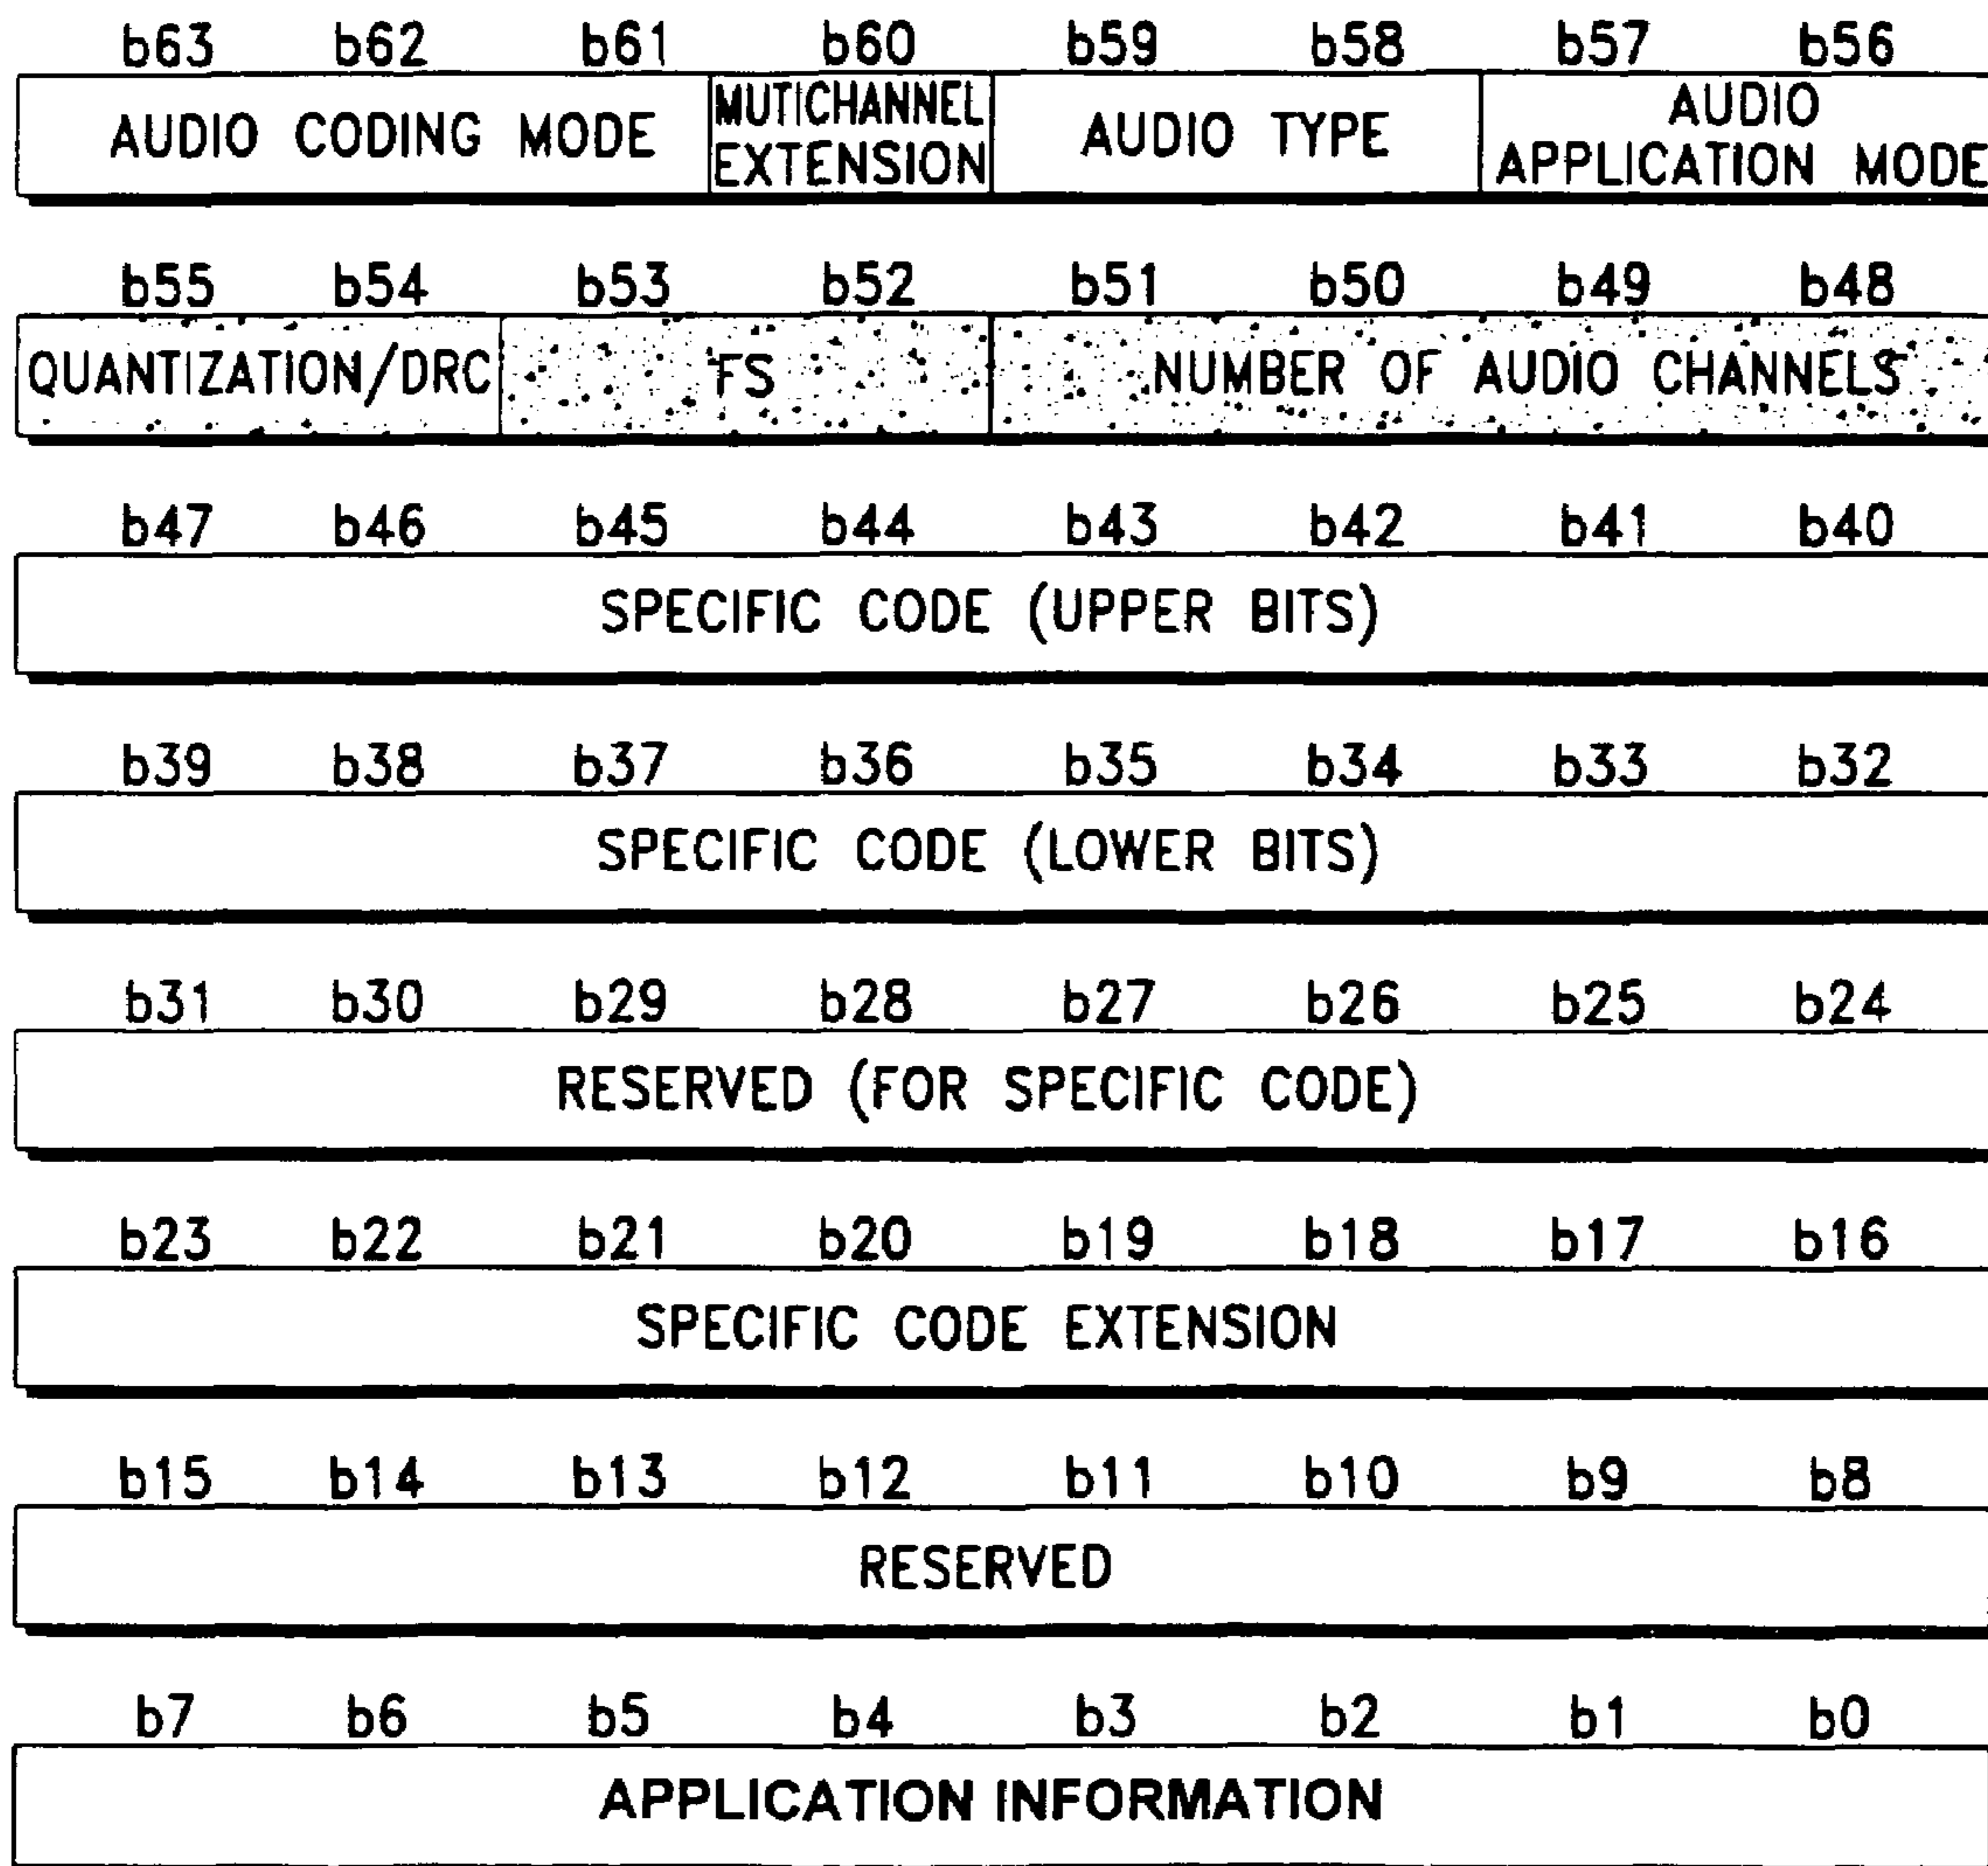 b63 b62 b61 b60 b59 b58 b57 b56
AUDIO CODING MODE
MUTICHANNEL
EXTENSION
AUDIO TYPE
AUDIO
APPLICATION MODE
b55 b54 b53 b52 b51 b50 b49 b48
QUANTIZATION/DRC FS NUMBER OF AUDIO CHANNELS
b47 b46 b45 b44 b43 b42 b41 b40
SPECIFIC CODE (UPPER BITS)
b39 b38 b37 b36 b35 b34 b33 b32
SPECIFIC CODE (LOWER BITS)
b31 b30 b29 b28 b27 b26 b25 b24
RESERVED (FOR SPECIFIC CODE)
b23 b22 b21 b20 b19 b18 b17 b16
SPECIFIC CODE EXTENSION
b15 b14 b13 b12 b11 b10 b9 b8
RESERVED
b7 b6 b5 b4 b3 b2 b1 b0
APPLICATION INFORMATION